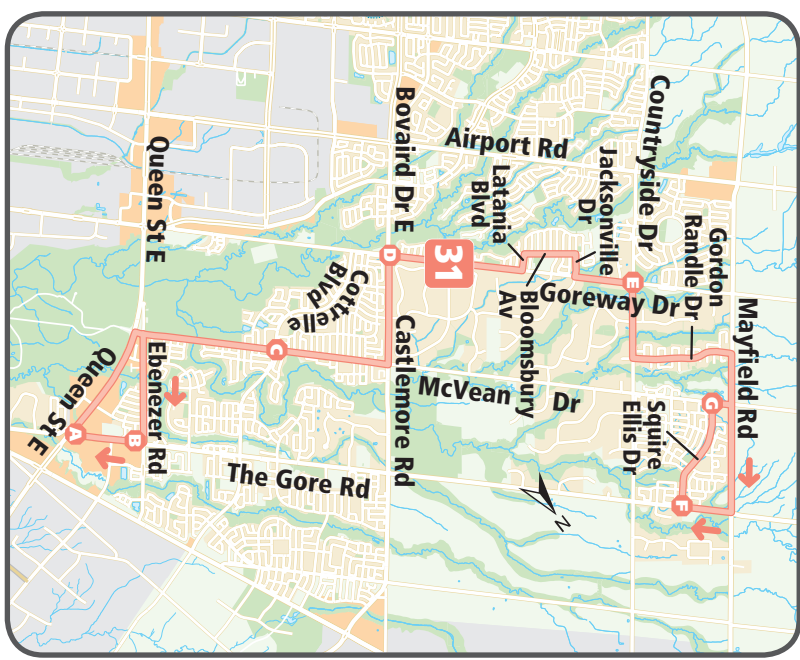 Airport Rd
Countryside Dr
Bovaird Dr E
Queen St E
Latania
Blvd
Jacksonville
Dr
Gordon
Randle Dr
Mayfield Rd
31
D
E
Goreway Dr
Bloomsbury
Av
Cottrelle
Blvd
Castlemore Rd
McVean Dr
C
G
Squire
Ellis Dr
Queen St E
Ebenezer Rd
A
B
The Gore Rd
F
N